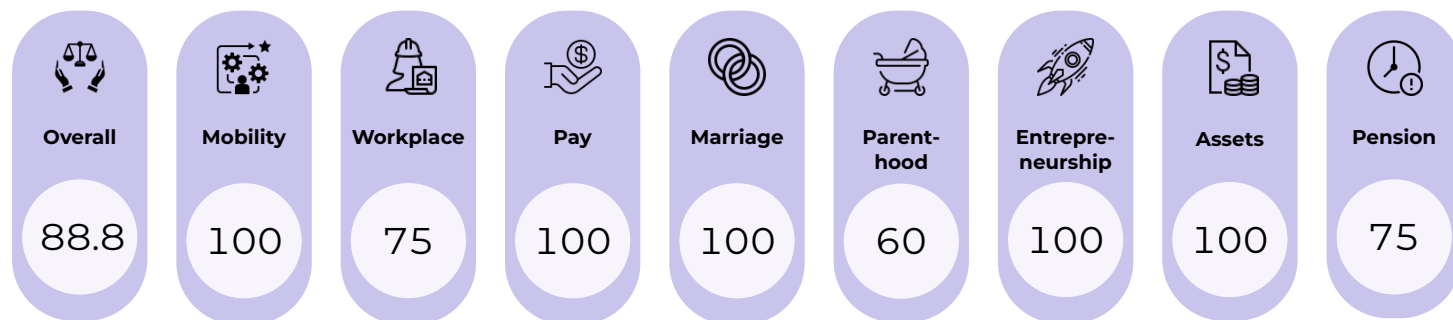 Overall
88.8
Mobility
100
Workplace
75
$
Pay
100
Marriage
100
Parent-
hood
60
Entrepre-
neurship
100
$
Assets
100
!
Pension
75